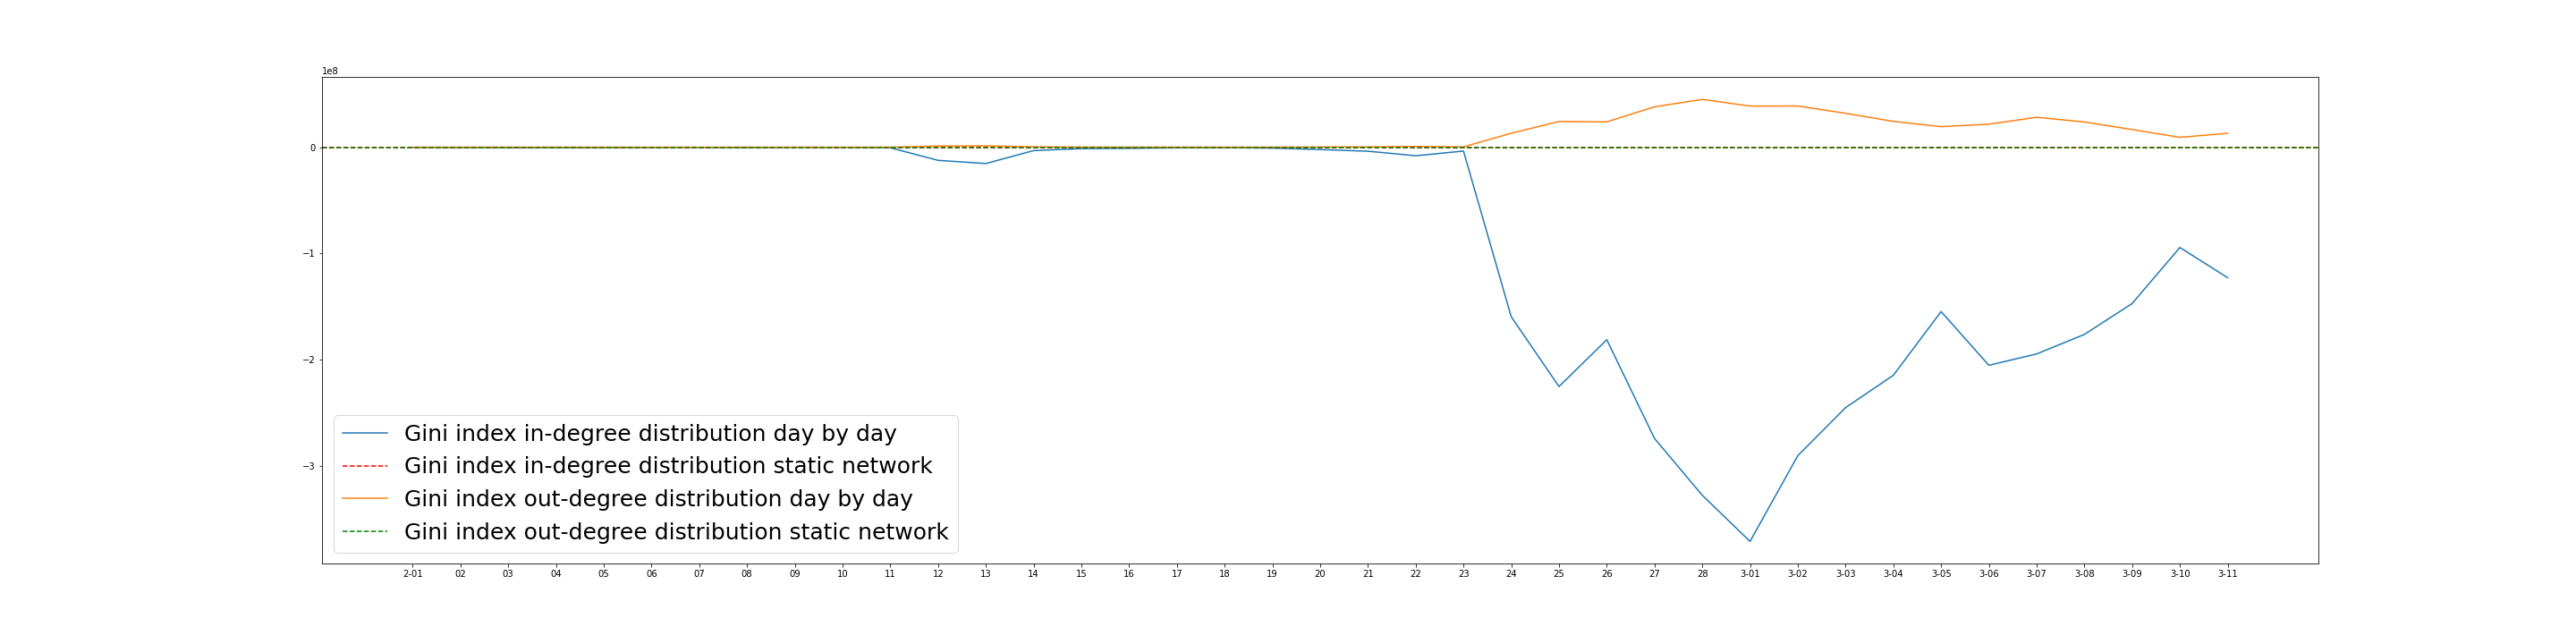 1e8
0
−1
−2
−3
Gini index in-degree distribution day by day
Gini index in-degree distribution static network
Gini index out-degree distribution day by day
Gini index out-degree distribution static network
2-01 02 03 04 05 06 07 08 09 10 11 12 13 14 15 16 17 18 19 20 21 22 23 24 25 26 27 28 3-01 3-02 3-03 3-04 3-05 3-06 3-07 3-08 3-09 3-10 3-11